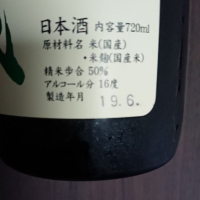 日本酒 内容量720ml
原材料名 米(国産)
・米麹(国産米)
精米歩合 50%
アルコール分 16度
製造年月 19.6.